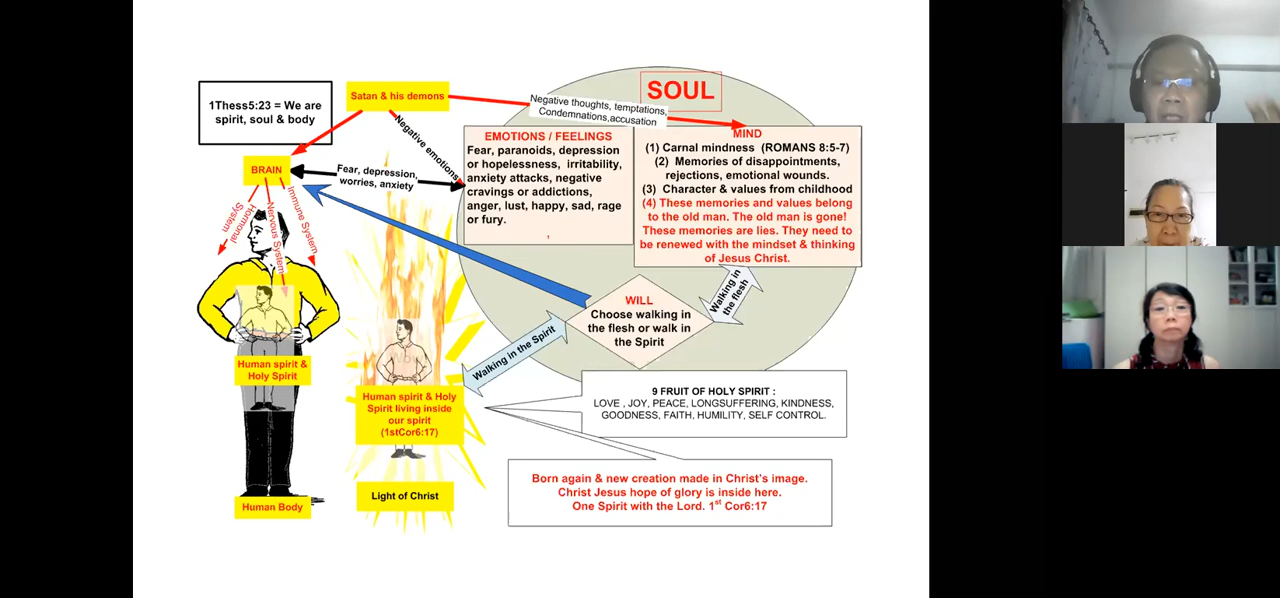 1Thess5:23 = We are
spirit, soul & body
Satan & his demons
Negative thoughts, temptations,
Condemnations,accusation
SOUL
Negative emotions
BRAIN
Fear, depression,
worries, anxiety
Hormonal
System
Nervous System
Immune System
EMOTIONS / FEELINGS
Fear, paranoids, depression
or hopelessness, irritability,
anxiety attacks, negative
cravings or addictions,
anger, lust, happy, sad, rage
or fury.
MIND
(1) Carnal mindness (ROMANS 8:5-7)
(2) Memories of disappointments,
rejections, emotional wounds.
(3) Character & values from childhood
(4) These memories and values belong
to the old man. The old man is gone!
These memories are lies. They need to
be renewed with the mindset & thinking
of Jesus Christ.
Walking in
the flesh
WILL
Choose walking in
the flesh or walk in
the Spirit
Walking in the Spirit
Human spirit &
Holy Spirit
Human spirit & Holy
Spirit living inside
our spirit
(1stCor6:17)
9 FRUIT OF HOLY SPIRIT :
LOVE , JOY, PEACE, LONGSUFFERING, KINDNESS,
GOODNESS, FAITH, HUMILITY, SELF CONTROL.
Born again & new creation made in Christ's image.
Christ Jesus hope of glory is inside here.
One Spirit with the Lord. 1st Cor6:17
Light of Christ
Human Body